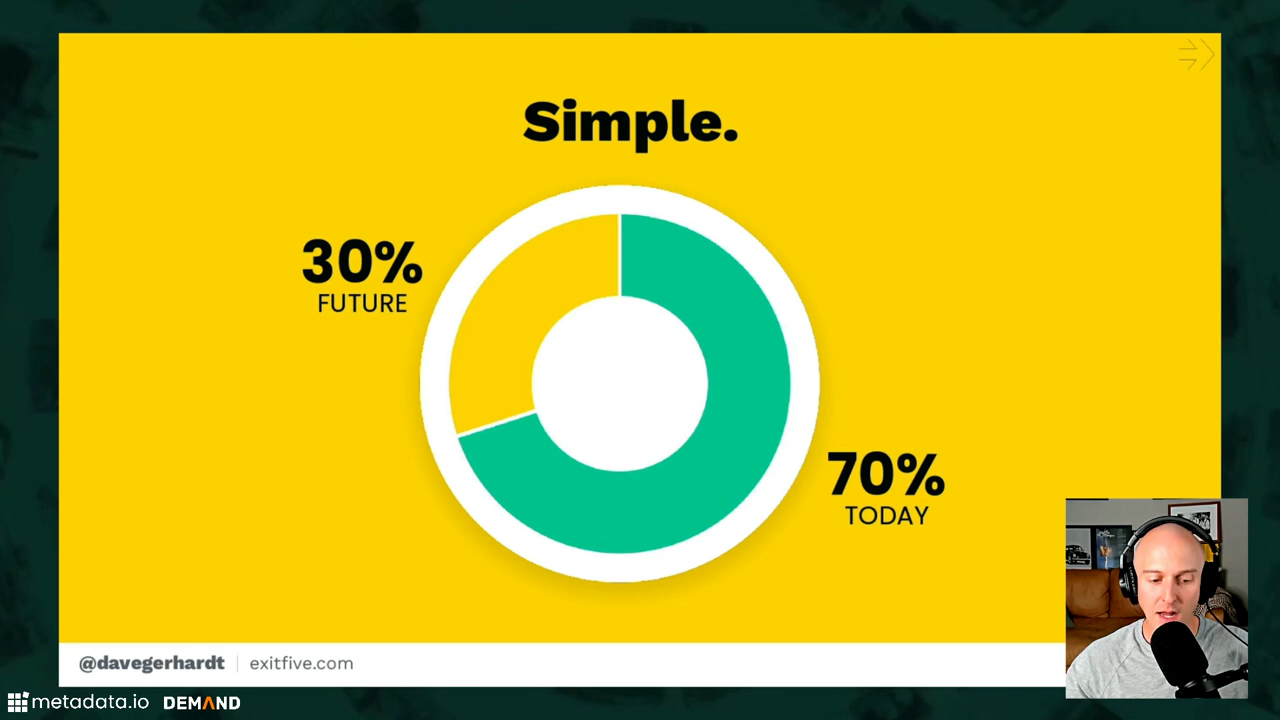 Simple.
30%
FUTURE
70%
TODAY
@davegerhardt | exitfive.com
metadata.io DEMAND